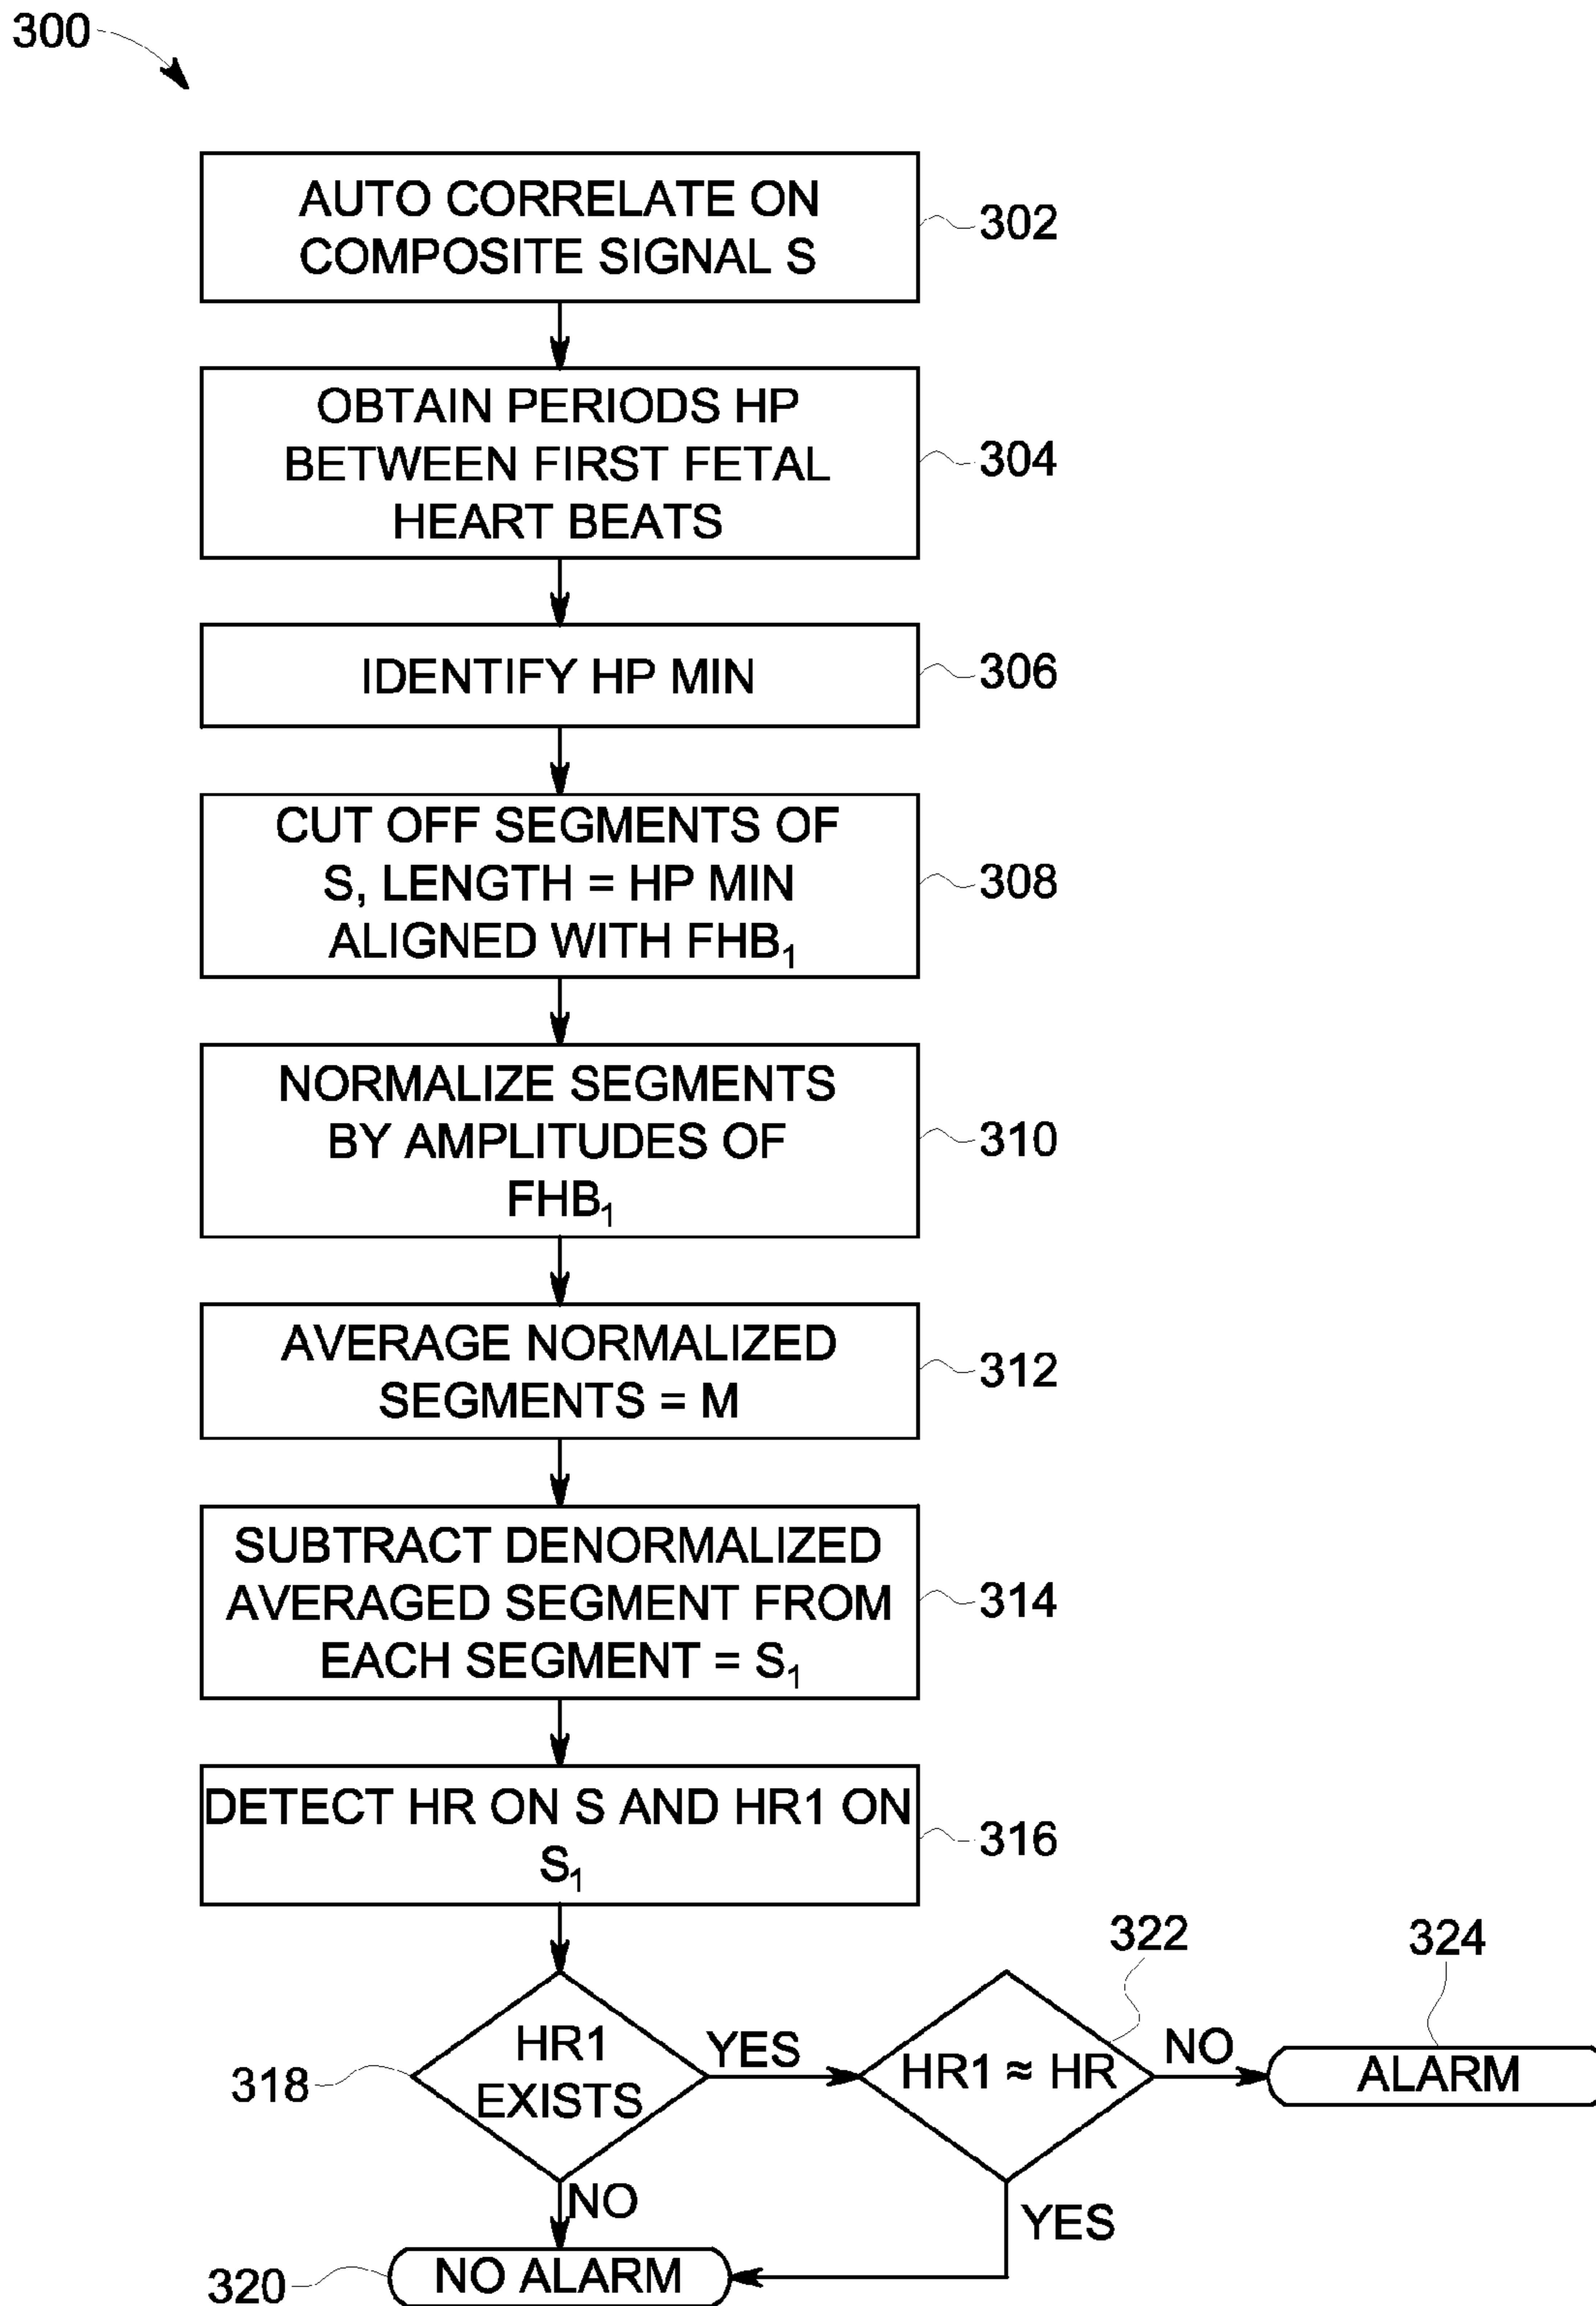 300
AUTO CORRELATE ON
COMPOSITE SIGNAL S
302
OBTAIN PERIODS HP
BETWEEN FIRST FETAL
HEART BEATS
304
IDENTIFY HP MIN
306
CUT OFF SEGMENTS OF
S, LENGTH = HP MIN
ALIGNED WITH FHB₁
308
NORMALIZE SEGMENTS
BY AMPLITUDES OF
FHB₁
310
AVERAGE NORMALIZED
SEGMENTS = M
312
SUBTRACT DENORMALIZED
AVERAGED SEGMENT FROM
EACH SEGMENT = S₁
314
DETECT HR ON S AND HR1 ON
S₁
316
HR1
EXISTS
318
YES
NO
HR1 ≈ HR
322
NO
YES
ALARM
324
NO ALARM
320